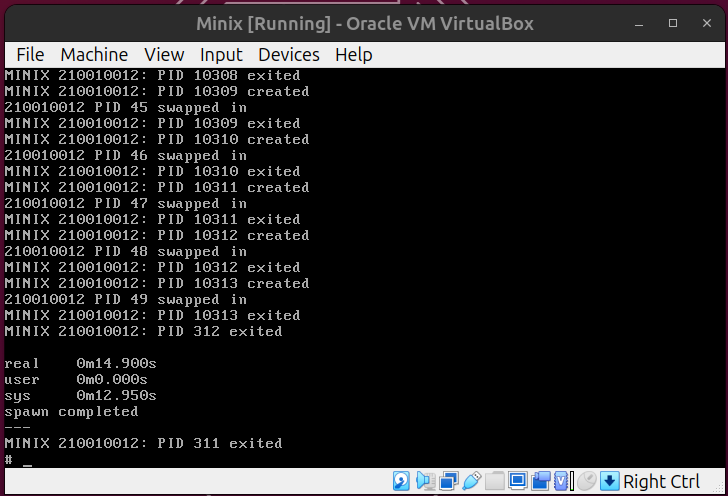 Minix [Running] - Oracle VM VirtualBox
File Machine View Input Devices Help
MINIX 210010012: PID 10308 exited
MINIX 210010012: PID 10309 created
210010012 PID 45 swapped in
MINIX 210010012: PID 10309 exited
MINIX 210010012: PID 10310 created
210010012 PID 46 swapped in
MINIX 210010012: PID 10310 exited
MINIX 210010012: PID 10311 created
210010012 PID 47 swapped in
MINIX 210010012: PID 10311 exited
MINIX 210010012: PID 10312 created
210010012 PID 48 swapped in
MINIX 210010012: PID 10312 exited
MINIX 210010012: PID 10313 created
210010012 PID 49 swapped in
MINIX 210010012: PID 10313 exited
MINIX 210010012: PID 312 exited
real 0m14.900s
user 0m0.000s
sys 0m12.950s
spawn completed
---
MINIX 210010012: PID 311 exited
# _
Right Ctrl